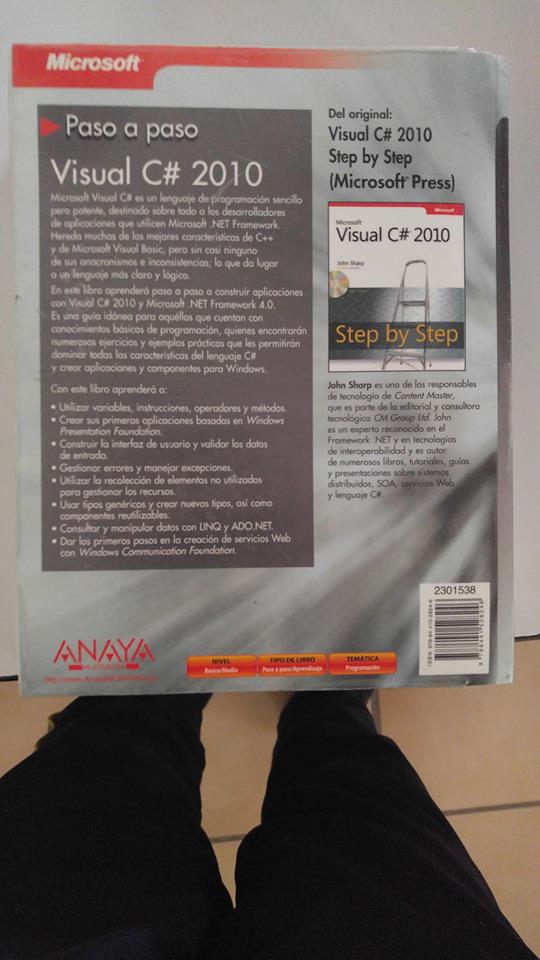 Microsoft
Paso a paso
Visual C# 2010
Microsoft Visual C# es un lenguaje de programación sencillo
pero potente, destinado sobre todo a los desarrolladores
de aplicaciones que utilicen Microsoft .NET Framework.
Hereda muchas de las mejores características de C++
y de Microsoft Visual Basic, pero sin casi ninguno
de sus anacronismos e inconsistencias; lo que da lugar
a un lenguaje más claro y lógico.
En este libro aprenderá paso a paso a construir aplicaciones
con Visual C# 2010 y Microsoft .NET Framework 4.0.
Es una guía idónea para aquéllos que cuentan con
conocimientos básicos de programación, quienes encontrarán
numerosos ejercicios y ejemplos prácticos que les permitirán
dominar todas las características del lenguaje C#
y crear aplicaciones y componentes para Windows.
Con este libro aprenderá a:
• Utilizar variables, instrucciones, operadores y métodos.
• Crear sus primeras aplicaciones basadas en Windows
Presentation Foundation.
• Construir la interfaz de usuario y validar los datos
de entrada.
• Gestionar errores y manejar excepciones.
• Utilizar la recolección de elementos no utilizados
para gestionar los recursos.
• Usar tipos genéricos y crear nuevos tipos, así como
componentes reutilizables.
• Consultar y manipular datos con LINQ y ADO.NET.
• Dar los primeros pasos en la creación de servicios Web
con Windows Communication Foundation.
Del original:
Visual C# 2010
Step by Step
(Microsoft Press)
Microsoft
Microsoft
Visual C# 2010
John Sharp
Step by Step
John Sharp es uno de los responsables
de tecnología de Content Master,
que es parte de la editorial y consultora
tecnológica CM Group Ltd. John
es un experto reconocido en el
Framework .NET y en tecnologías
de interoperabilidad y es autor
de numerosos libros, tutoriales, guías
y presentaciones sobre sistemas
distribuidos, SOA, servicios Web
y lenguaje C#.
2301538
ANAYA
MULTIMEDIA
NIVEL
Básico/Medio
TIPO DE LIBRO
Paso a paso/Aprendizaje
TEMÁTICA
Programación